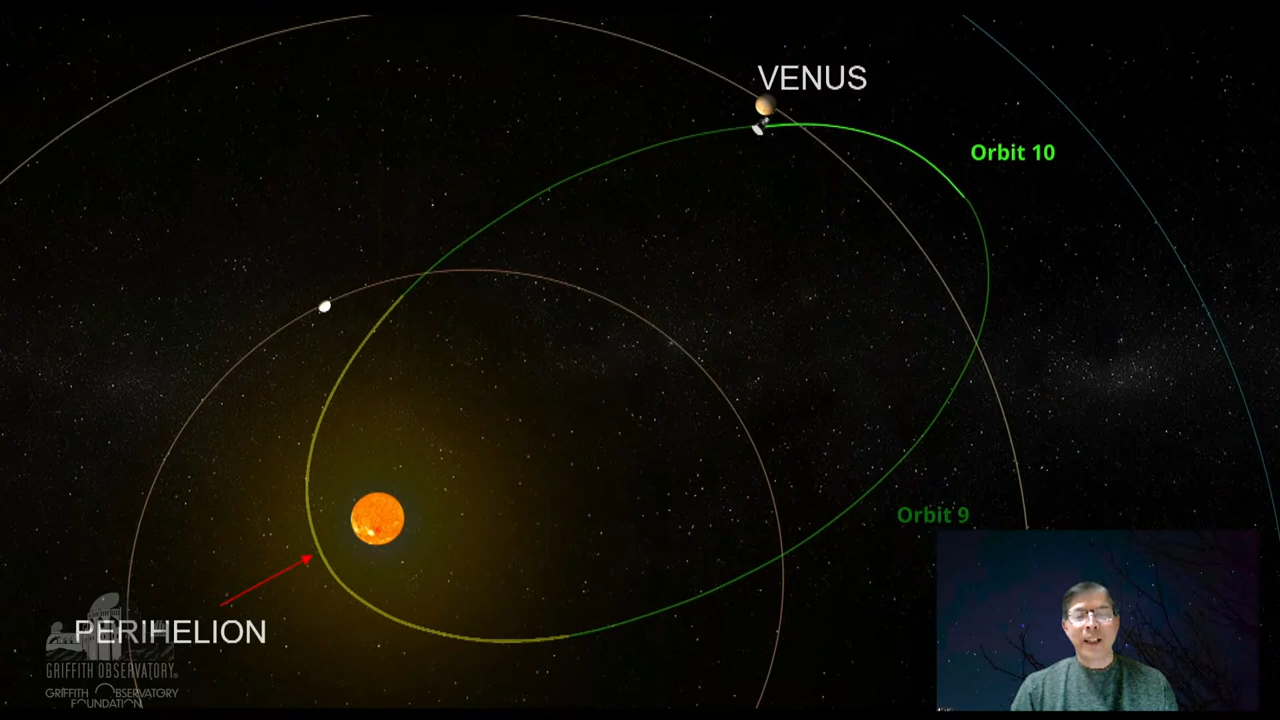 VENUS
Orbit 10
Orbit 9
PERIHELION
GRIFFITH OBSERVATORY
GRIFFITH OBSERVATORY
FOUNDATION